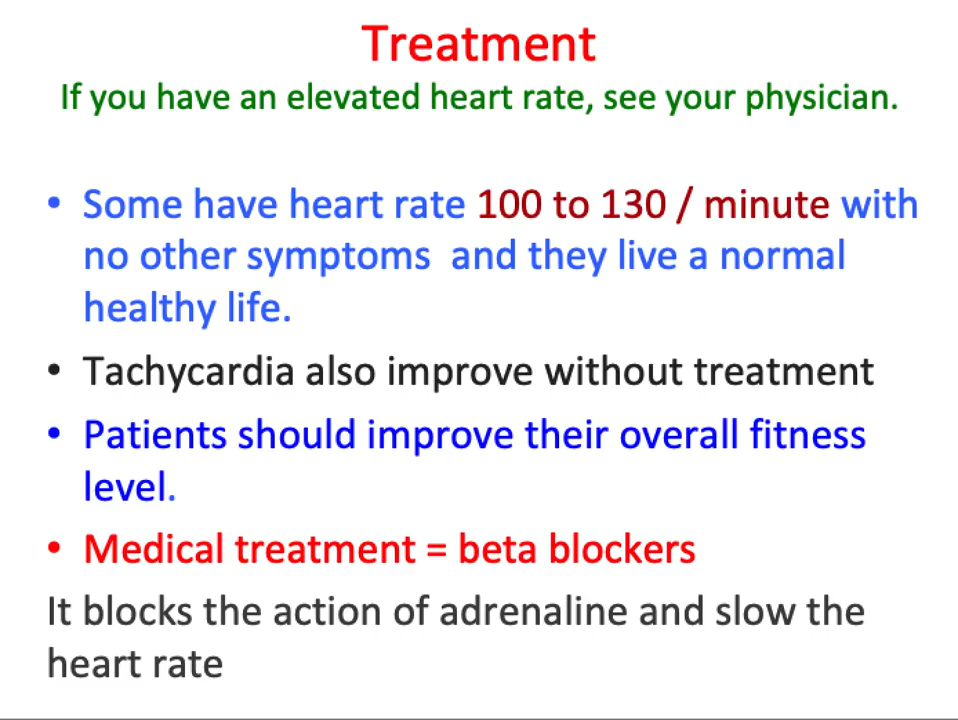 Treatment
If you have an elevated heart rate, see your physician.
• Some have heart rate 100 to 130 / minute with
no other symptoms and they live a normal
healthy life.
• Tachycardia also improve without treatment
• Patients should improve their overall fitness
level.
• Medical treatment = beta blockers
It blocks the action of adrenaline and slow the
heart rate